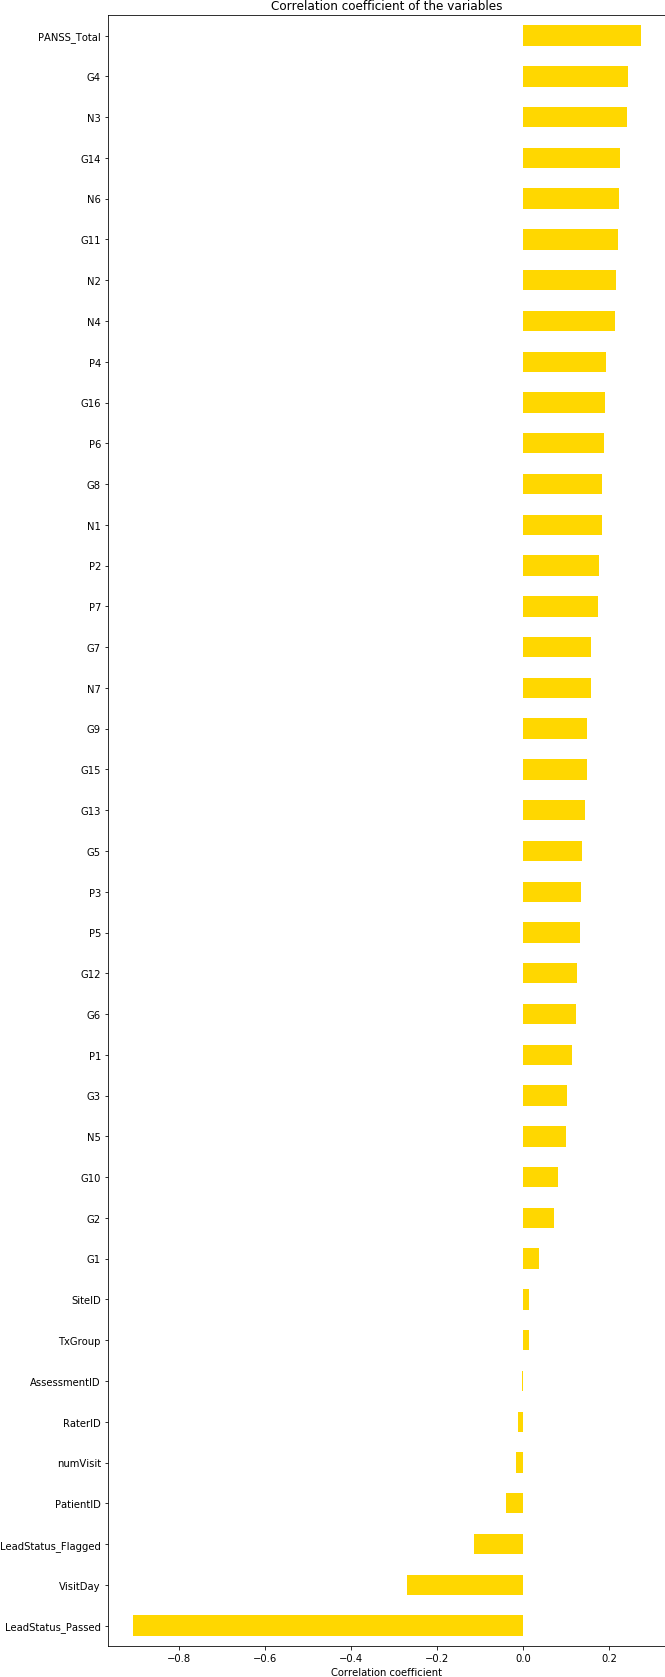 Correlation coefficient of the variables
PANSS_Total
G4
N3
G14
N6
G11
N2
N4
P4
G16
P6
G8
N1
P2
P7
G7
N7
G9
G15
G13
G5
P3
P5
G12
G6
P1
G3
N5
G10
G2
G1
SiteID
TxGroup
AssessmentID
RaterID
numVisit
PatientID
LeadStatus_Flagged
VisitDay
LeadStatus_Passed
−0.8 −0.6 −0.4 −0.2 0.0 0.2
Correlation coefficient